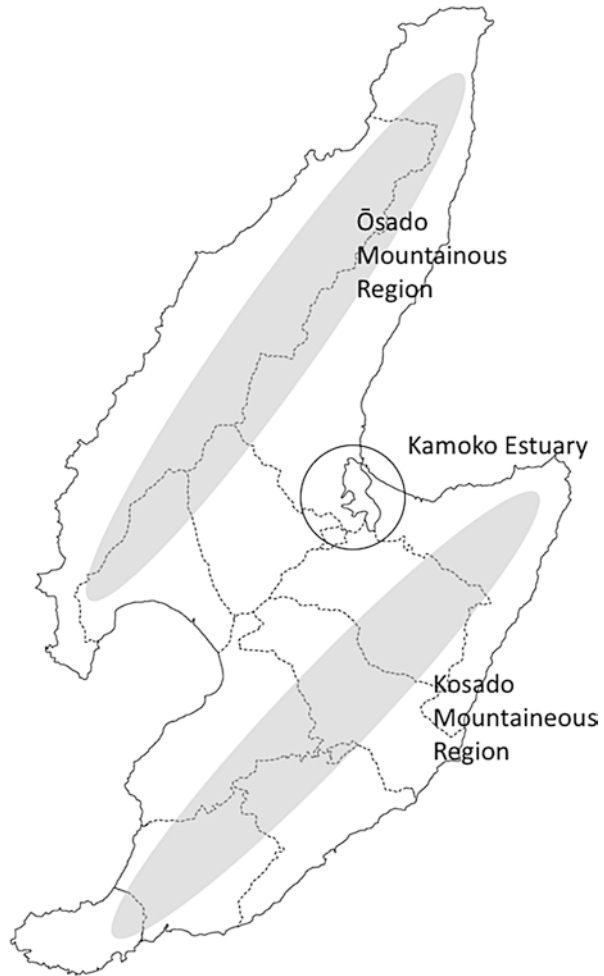 Ōsado
Mountainous
Region
Kamoko Estuary
Kosado
Mountaineous
Region